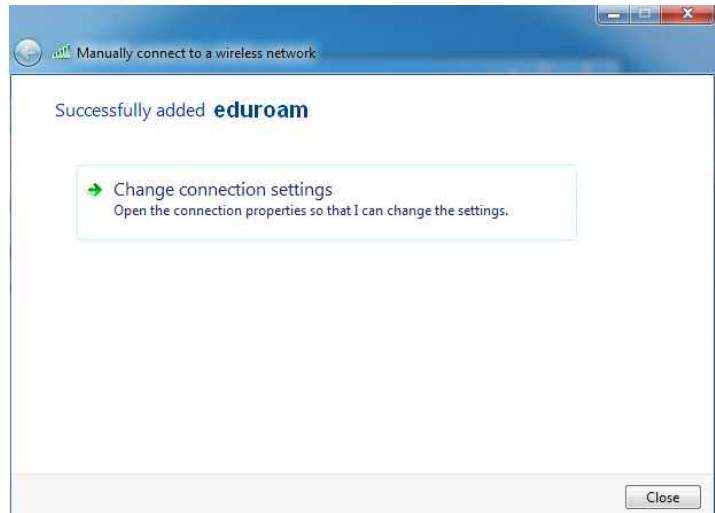 Manually connect to a wireless network
Successfully added eduroam
Change connection settings
Open the connection properties so that I can change the settings.
Close